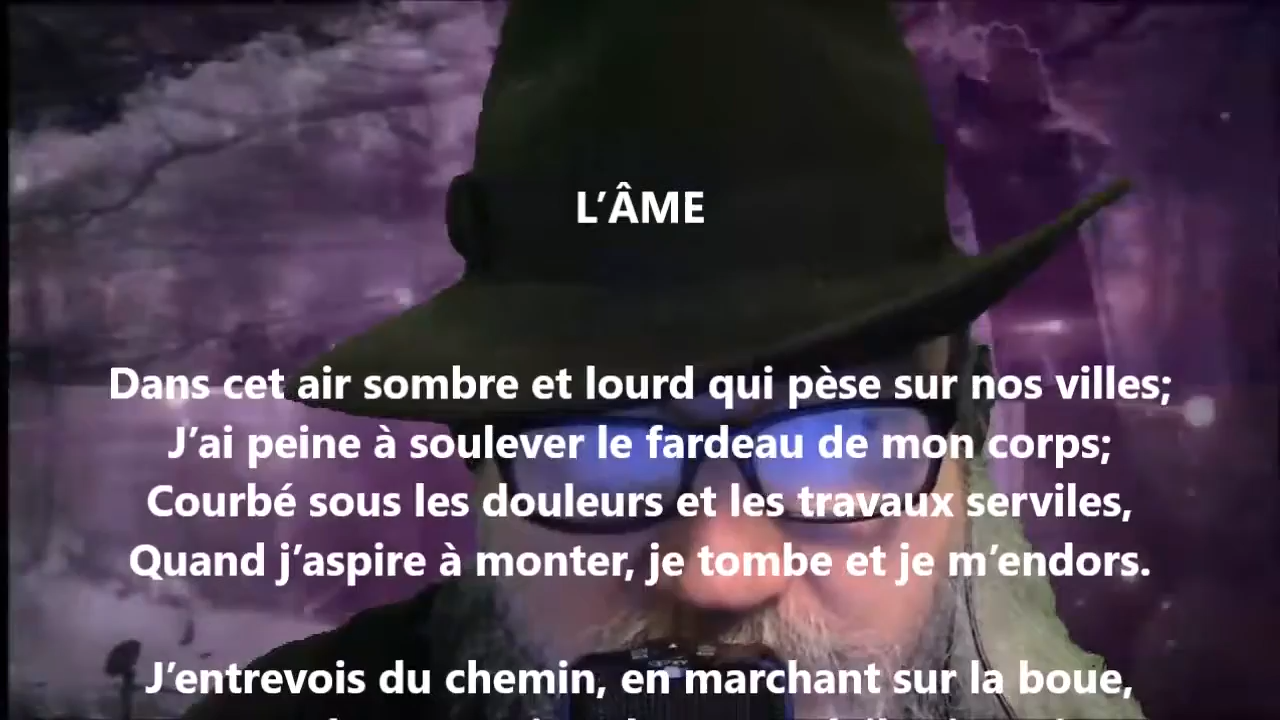 L’ÂME
Dans cet air sombre et lourd qui pèse sur nos villes;
J’ai peine à soulever le fardeau de mon corps;
Courbé sous les douleurs et les travaux serviles,
Quand j’aspire à monter, je tombe et je m’endors.
J’entrevois du chemin, en marchant sur la boue,